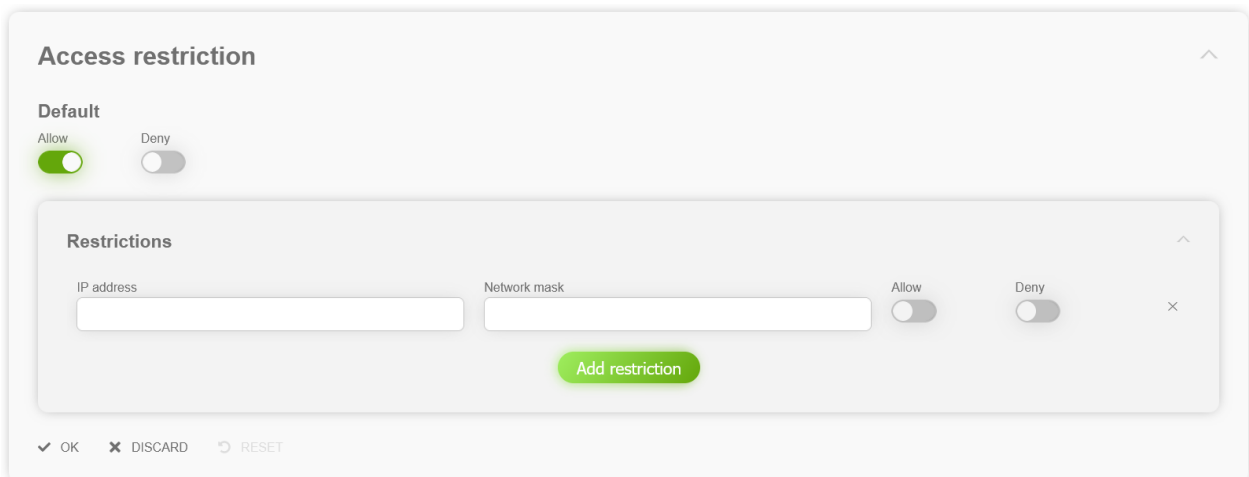 Access restriction
Default
Allow Deny
Restrictions
IP address Network mask Allow Deny
Add restriction
OK DISCARD RESET